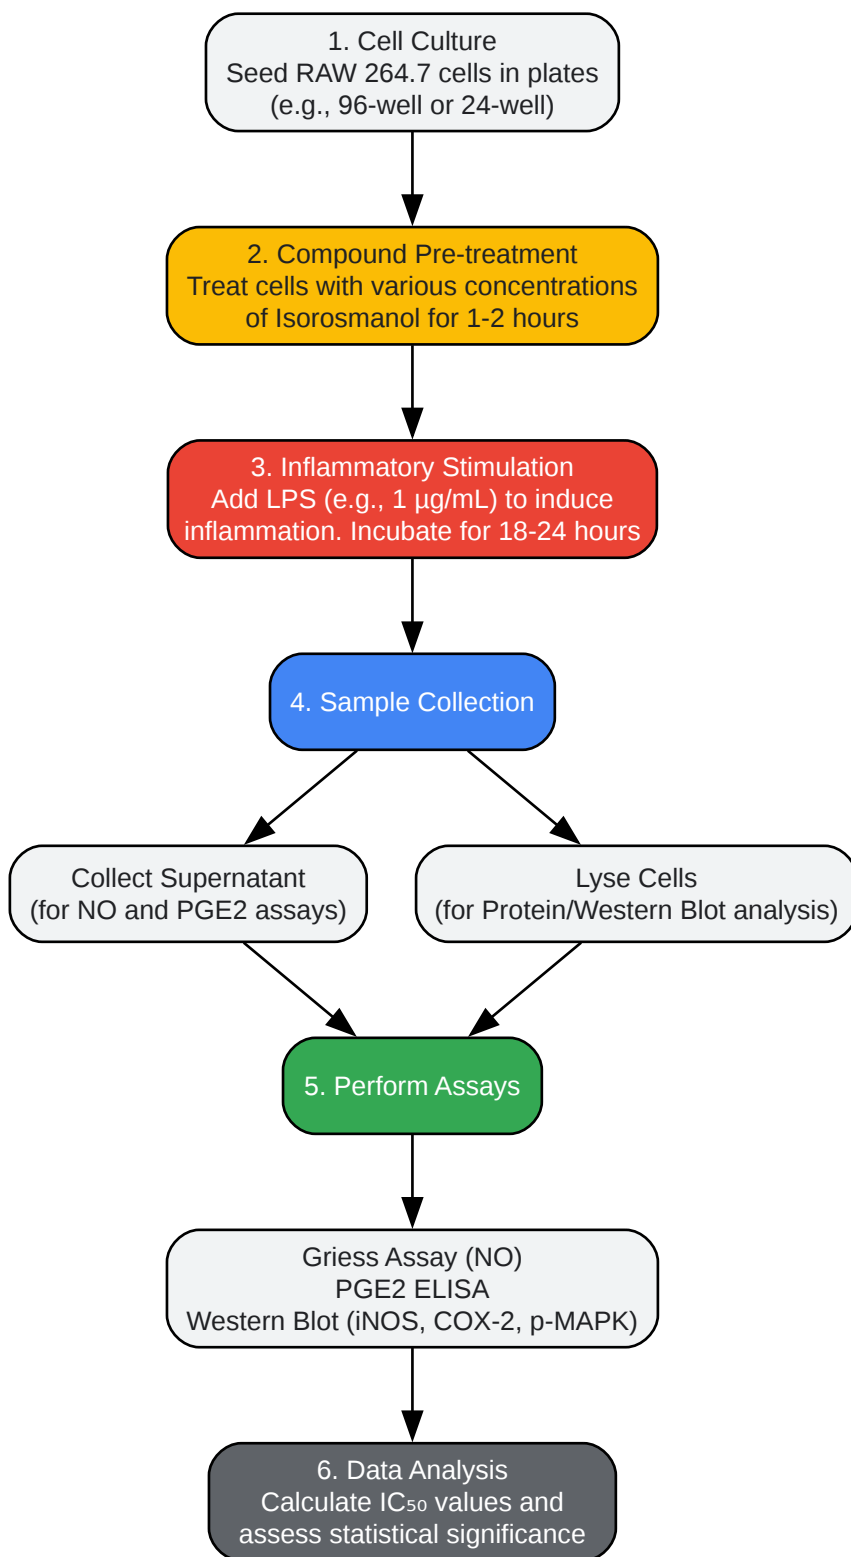 1. Cell Culture
Seed RAW 264.7 cells in plates
(e.g., 96-well or 24-well)
2. Compound Pre-treatment
Treat cells with various concentrations
of Isorosmanol for 1-2 hours
3. Inflammatory Stimulation
Add LPS (e.g., 1 µg/mL) to induce
inflammation. Incubate for 18-24 hours
4. Sample Collection
Collect Supernatant
(for NO and PGE2 assays)
Lyse Cells
(for Protein/Western Blot analysis)
5. Perform Assays
Griess Assay (NO)
PGE2 ELISA
Western Blot (iNOS, COX-2, p-MAPK)
6. Data Analysis
Calculate IC₅₀ values and
assess statistical significance